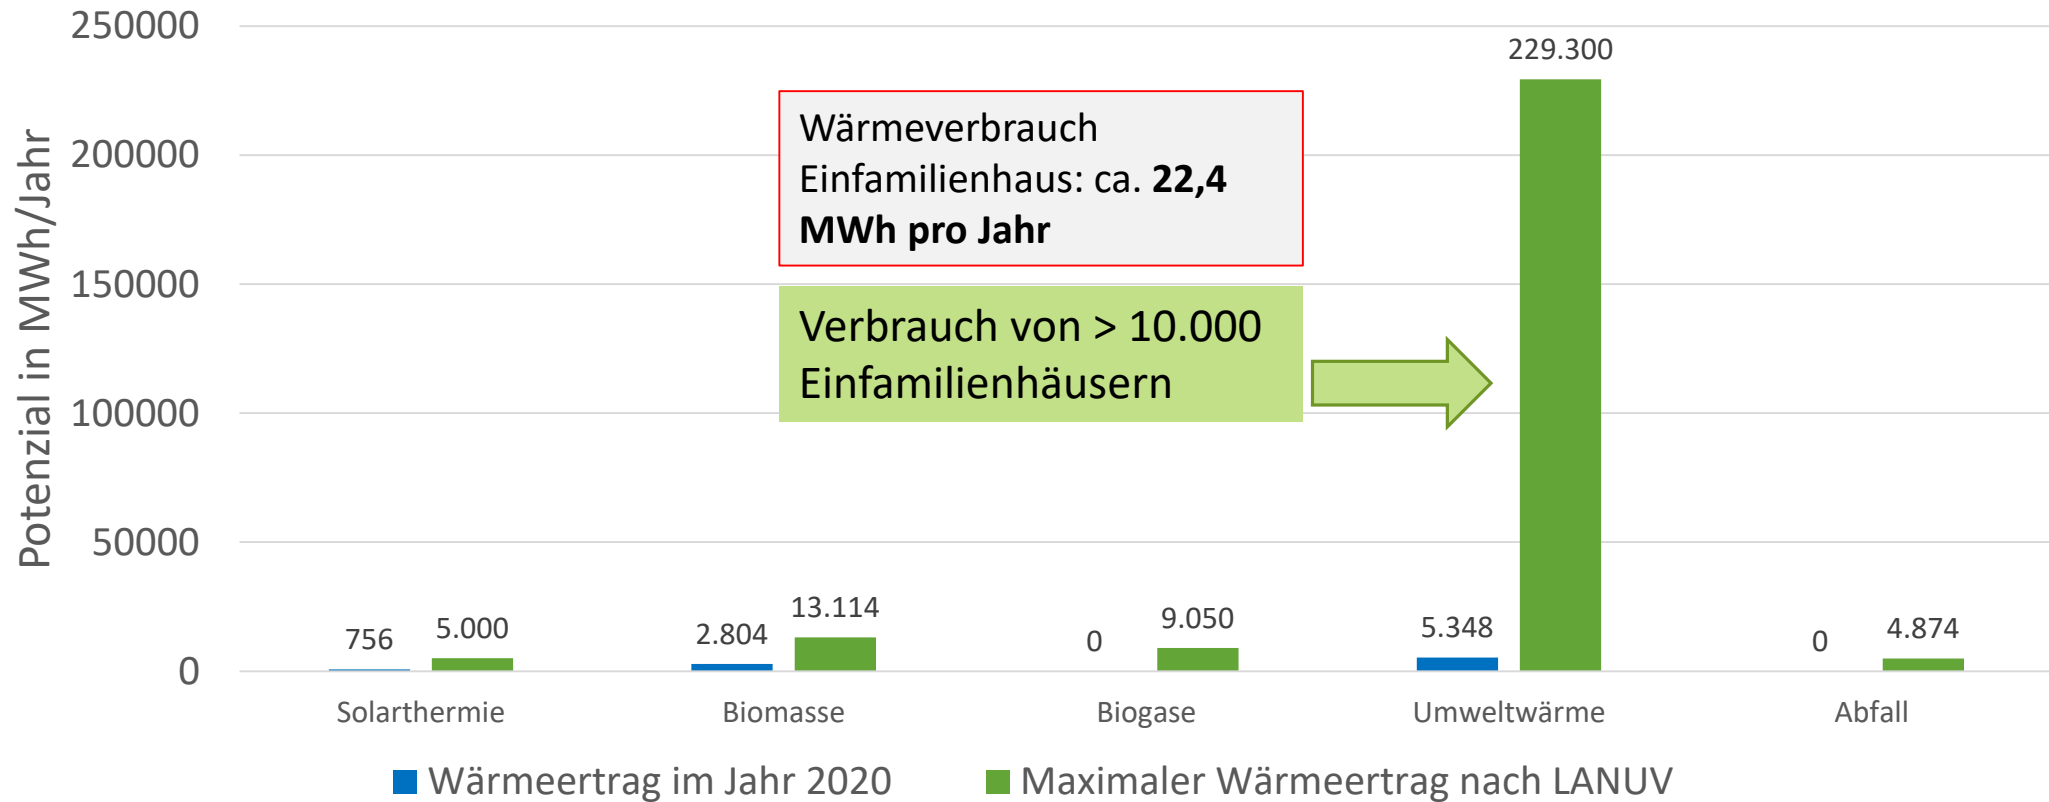 Potenzial in MWh/Jahr
250000
200000
150000
100000
50000
0
Wärmeverbrauch
Einfamilienhaus: ca. 22,4
MWh pro Jahr
Verbrauch von > 10.000
Einfamilienhäusern
756
5.000
2.804
13.114
0
9.050
5.348
229.300
0
4.874
Solarthermie
Biomasse
Biogase
Umweltwärme
Abfall
Wärmeertrag im Jahr 2020
Maximaler Wärmeertrag nach LANUV